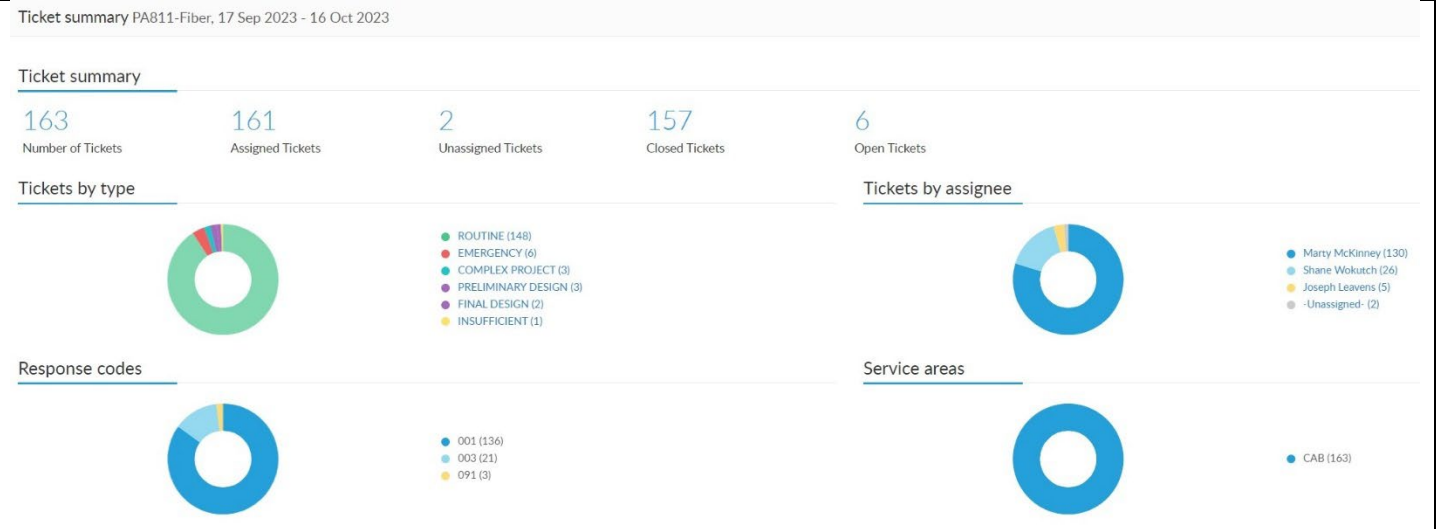 Ticket summary PA811-Fiber, 17 Sep 2023 - 16 Oct 2023
Ticket summary
163
161
2
157
6
Number of Tickets
Assigned Tickets
Unassigned Tickets
Closed Tickets
Open Tickets
Tickets by type
ROUTINE (148)
EMERGENCY (6)
COMPLEX PROJECT (3)
PRELIMINARY DESIGN (3)
FINAL DESIGN (2)
INSUFFICIENT (1)
Tickets by assignee
Marty McKinney (130)
Shane Wokutch (26)
Joseph Leavens (5)
-Unassigned- (2)
Response codes
001 (136)
003 (21)
091 (3)
Service areas
CAB (163)